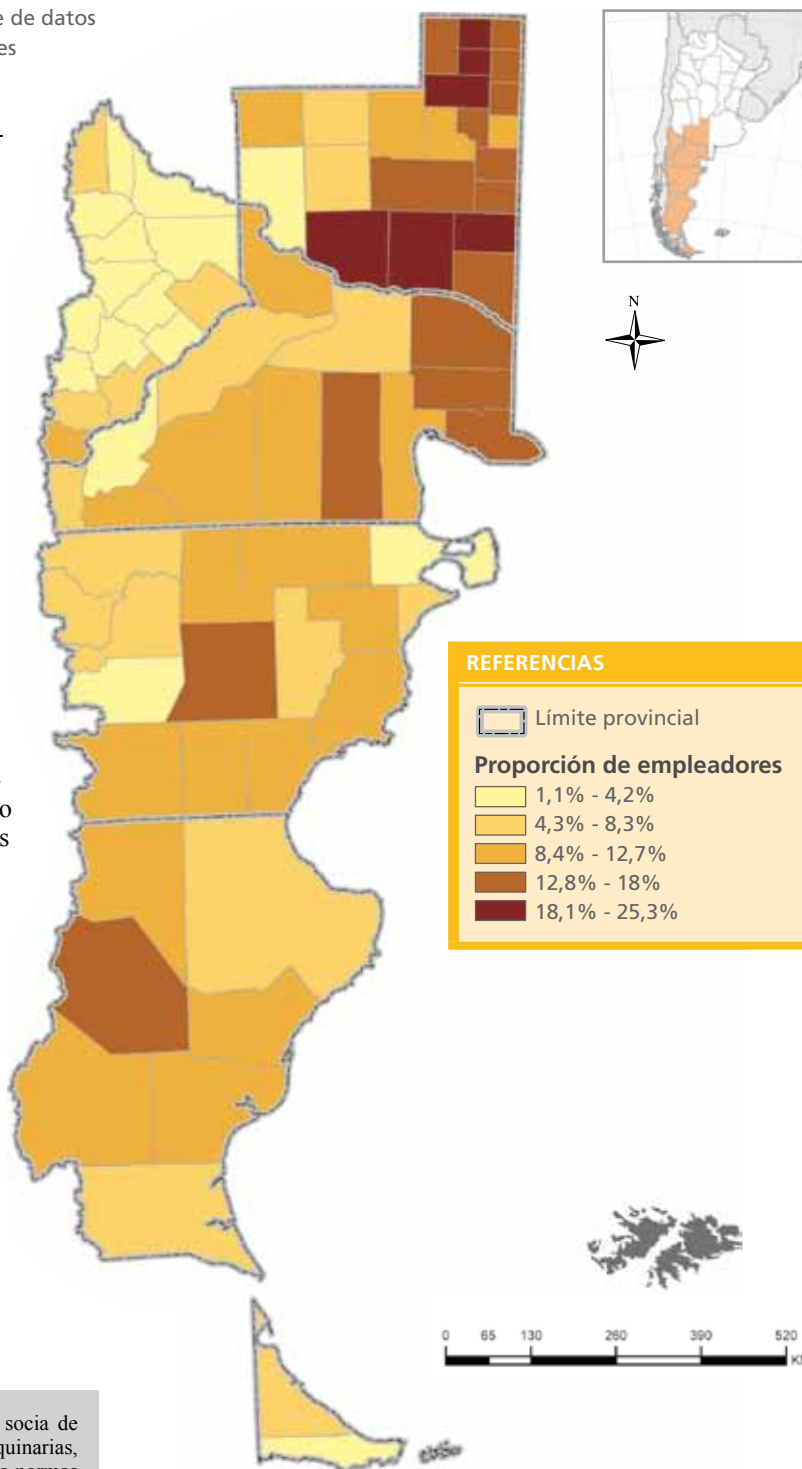 e de datos
es
-
N
REFERENCIAS
Límite provincial
Proporción de empleadores
1,1% - 4,2%
4,3% - 8,3%
8,4% - 12,7%
12,8% - 18%
18,1% - 25,3%
o
s
0 65 130 260 390 520
socia de
quinarias,